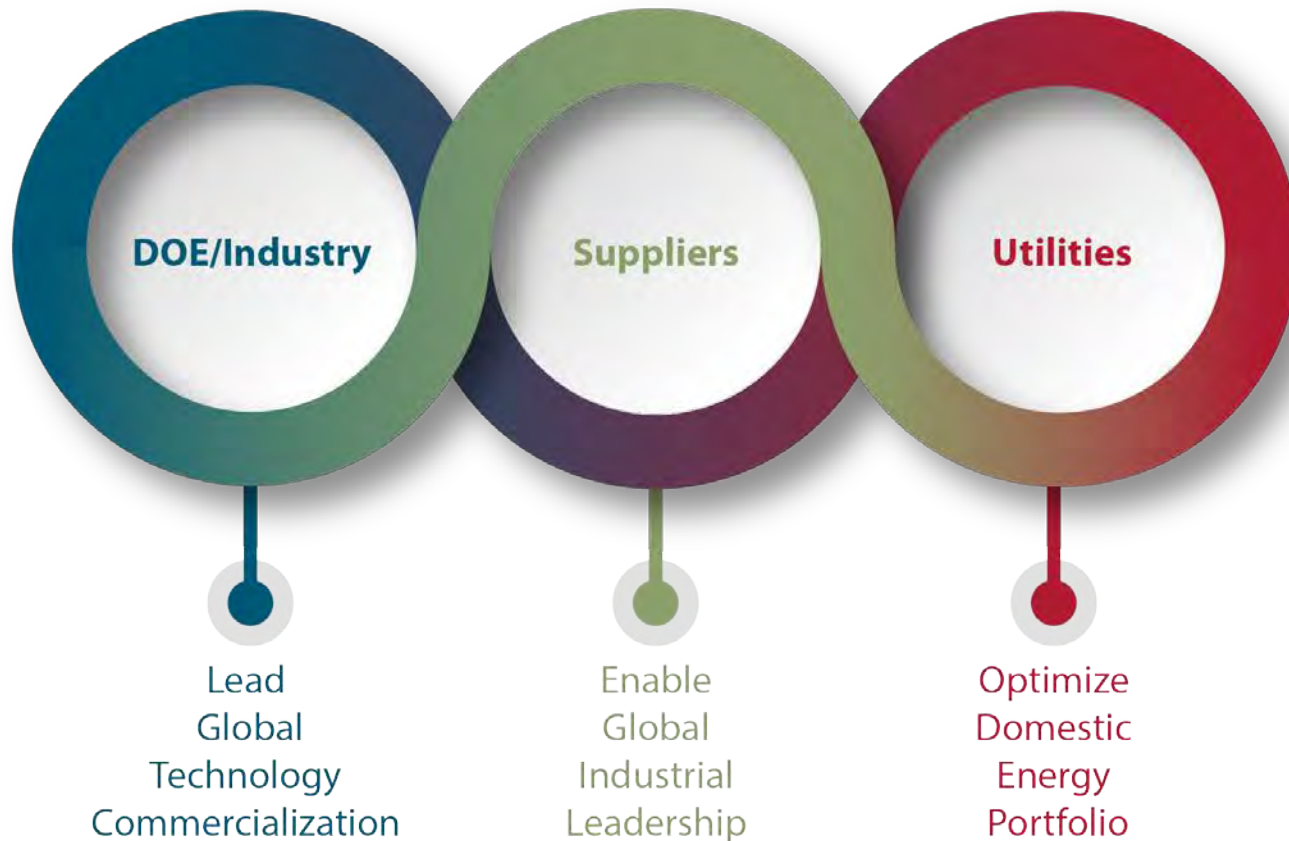 DOE/Industry
Suppliers
Utilities
Lead
Global
Technology
Commercialization
Enable
Global
Industrial
Leadership
Optimize
Domestic
Energy
Portfolio